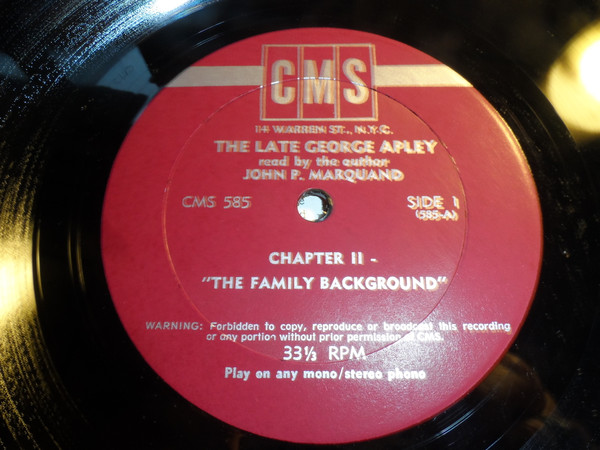 CMS
14 WARREN ST., N.Y.C.
THE LATE GEORGE APLEY
read by the author
JOHN P. MARQUAND
CMS 585 SIDE 1
(585-A)
CHAPTER II -
"THE FAMILY BACKGROUND"
WARNING: Forbidden to copy, reproduce or broadcast this recording
or any portion without prior permission of CMS.
33⅓ RPM
Play on any mono/stereo phono